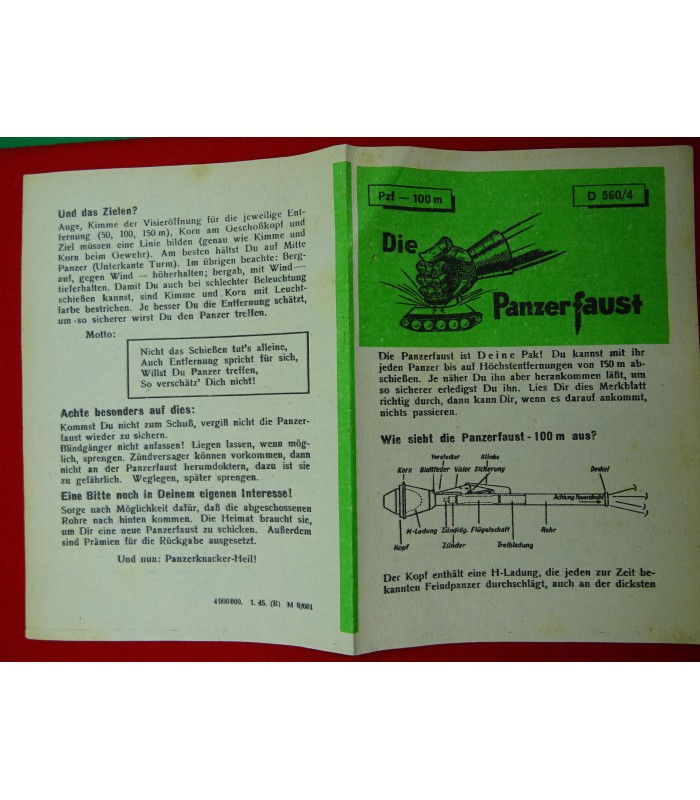 Und das Zielen?
Auge, Kimme der Visieröffnung für die jeweilige Ent-
fernung (50, 100, 150 m), Korn am Geschoßkopf und
Ziel müssen eine Linie bilden (genau wie Kimme und
Korn beim Gewehr). Am besten hältst Du auf Mitte
Panzer (Unterkante Turm). Im übrigen beachte: Berg-
auf, gegen Wind — höherhalten; bergab, mit Wind —
tieferhalten. Damit Du auch bei schlechter Beleuchtung
schießen kannst, sind Kimme und Korn mit Leucht-
farbe bestrichen. Je besser Du die Entfernung schätzt,
um so sicherer wirst Du den Panzer treffen.
Motto:
Nicht das Schießen tut's alleine,
Auch Entfernung spricht für sich,
Willst Du Panzer treffen,
So verschätz' Dich nicht!
Achte besonders auf dies:
Kommst Du nicht zum Schuß, vergiß nicht die Panzer-
faust wieder zu sichern.
Blindgänger nicht anfassen! Liegen lassen, wenn mög-
lich, sprengen. Zündversager können vorkommen, dann
nicht an der Panzerfaust herumdoktern, dazu ist sie
zu gefährlich. Weglegen, später sprengen.
Eine Bitte noch in Deinem eigenen Interesse!
Sorge nach Möglichkeit dafür, daß die abgeschossenen
Rohre nach hinten kommen. Die Heimat braucht sie,
um Dir eine neue Panzerfaust zu schicken. Außerdem
sind Prämien für die Rückgabe ausgesetzt.
Und nun: Panzerknacker-Heil!
4 000 000. 1. 45. (B) M 0/601
Pzf — 100 m
D 560/4
Die
Panzerfaust
Die Panzerfaust ist Deine Pak! Du kannst mit ihr
jeden Panzer bis auf Höchstentfernungen von 150 m ab-
schießen. Je näher Du ihn aber herankommen läßt, um
so sicherer erledigst Du ihn. Lies Dir dies Merkblatt
richtig durch, dann kann Dir, wenn es darauf ankommt,
nichts passieren.
Wie sieht die Panzerfaust - 100 m aus?
Vorstecker Klinke
Korn Blattfeder Visier Sicherung Deckel
Achtung Feuerstrahl!
H-Ladung Zündldg. Flügelschaft Rohr
Kopf Zünder Treibladung
Der Kopf enthält eine H-Ladung, die jeden zur Zeit be-
kannten Feindpanzer durchschlägt, auch an der dicksten